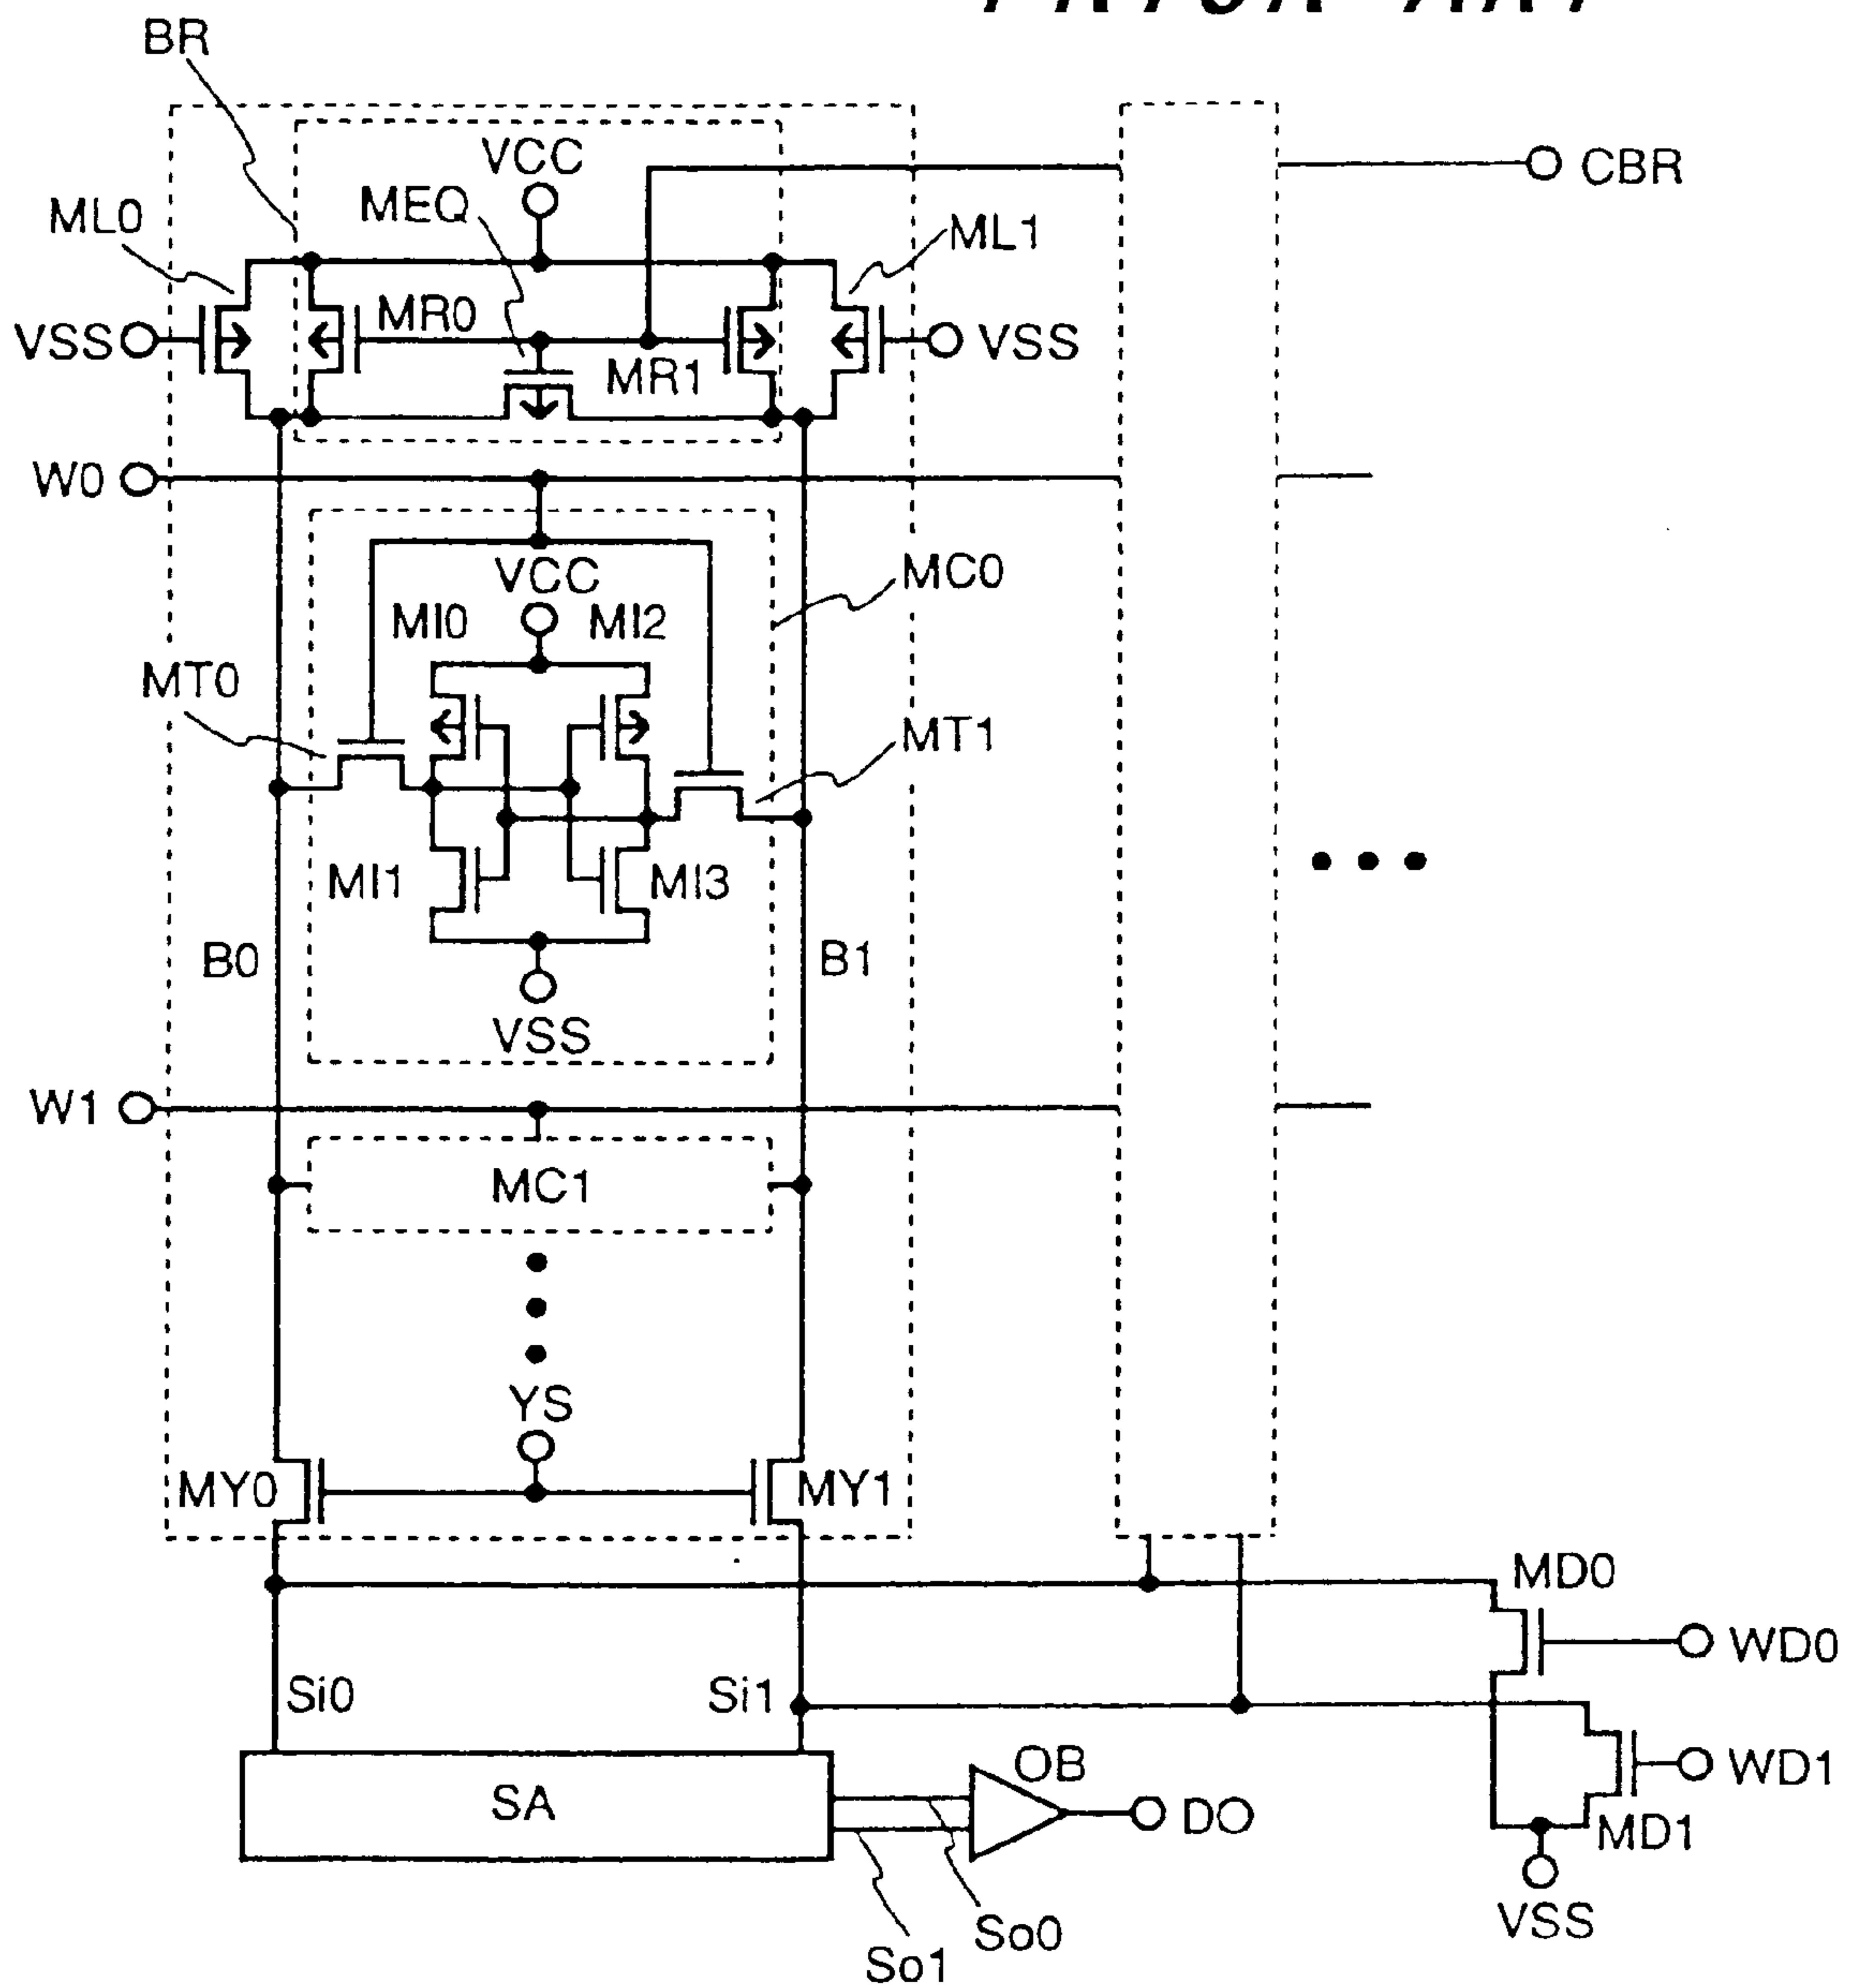 BR
VCC
CBR
MEQ
ML0
ML1
MR0
VSS
VSS
MR1
W0
VCC
MC0
MI0
MI2
MT0
MT1
MI1
MI3
B0
B1
VSS
W1
MC1
YS
MY0
MY1
MD0
WD0
Si0
Si1
OB
WD1
SA
DO
MD1
VSS
So0
So1